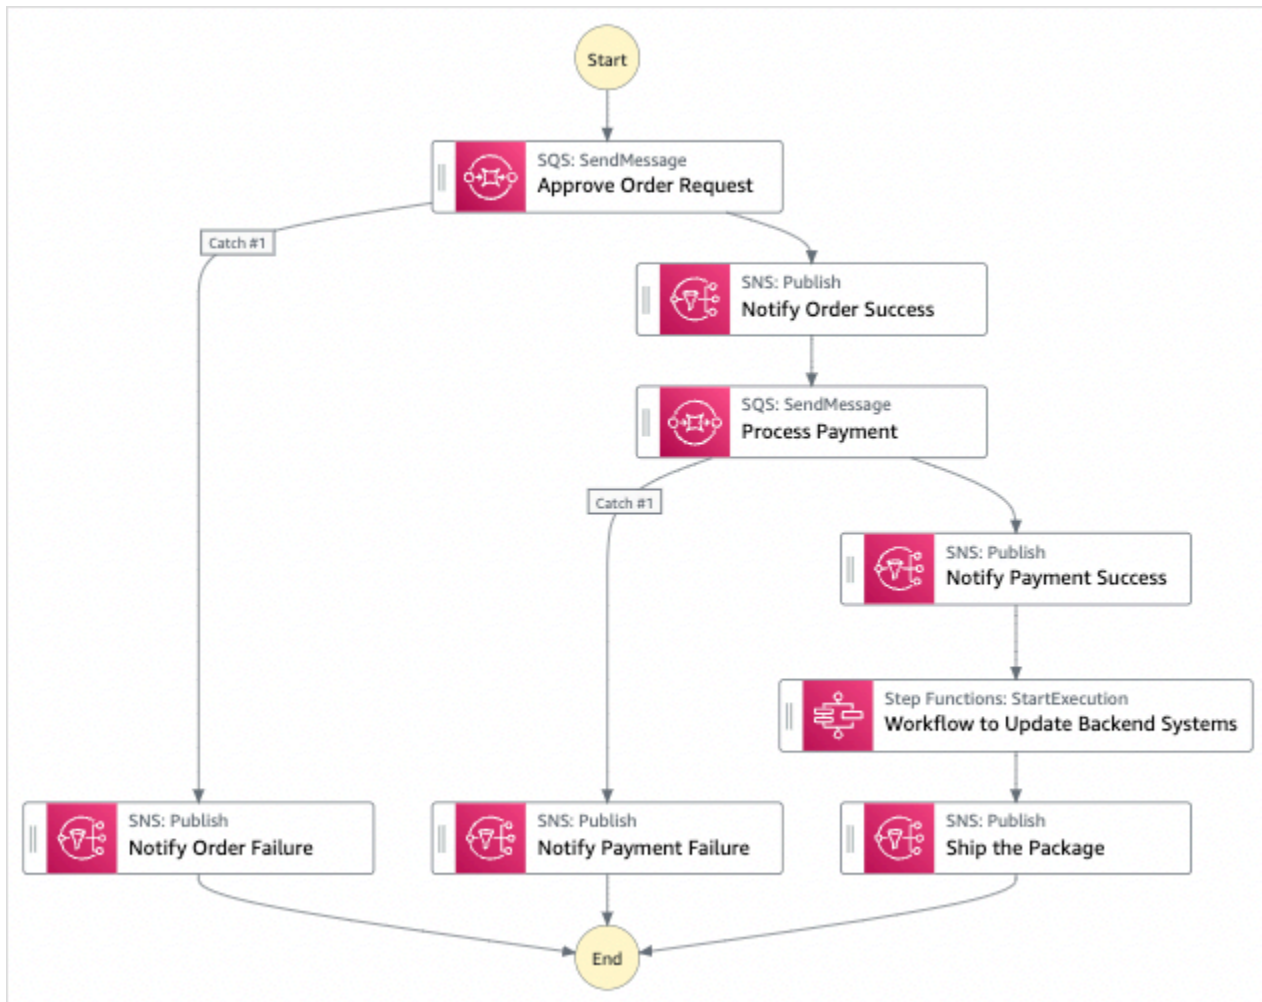 Start
SQS: SendMessage
Approve Order Request
Catch #1
SNS: Publish
Notify Order Success
SQS: SendMessage
Process Payment
Catch #1
SNS: Publish
Notify Payment Success
Step Functions: StartExecution
Workflow to Update Backend Systems
SNS: Publish
Notify Order Failure
SNS: Publish
Notify Payment Failure
SNS: Publish
Ship the Package
End